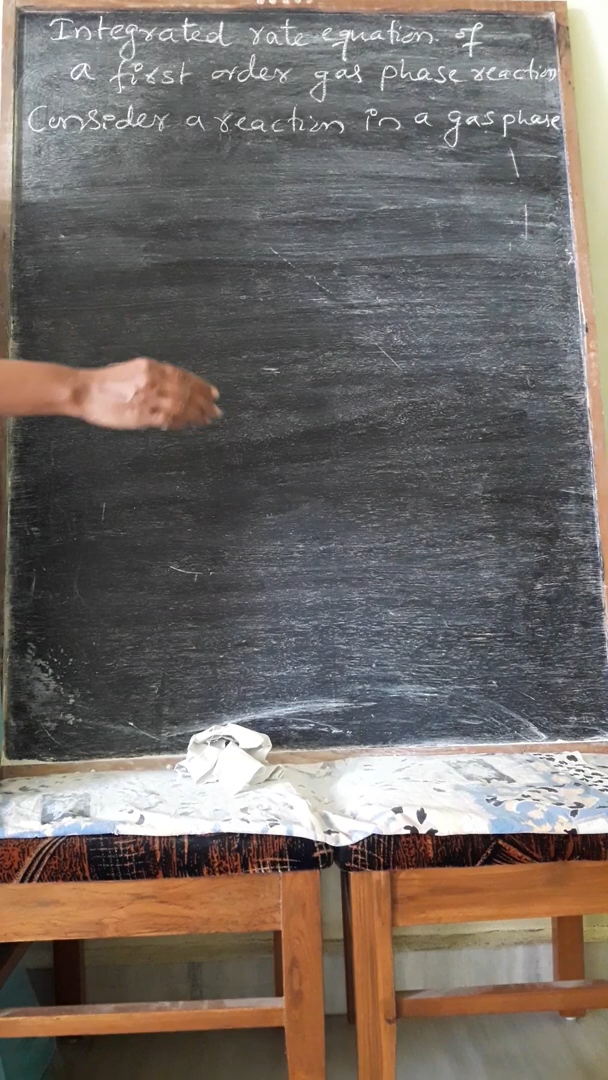 Integrated rate equation of
a first order gas phase reaction
Consider a reaction in a gas phase